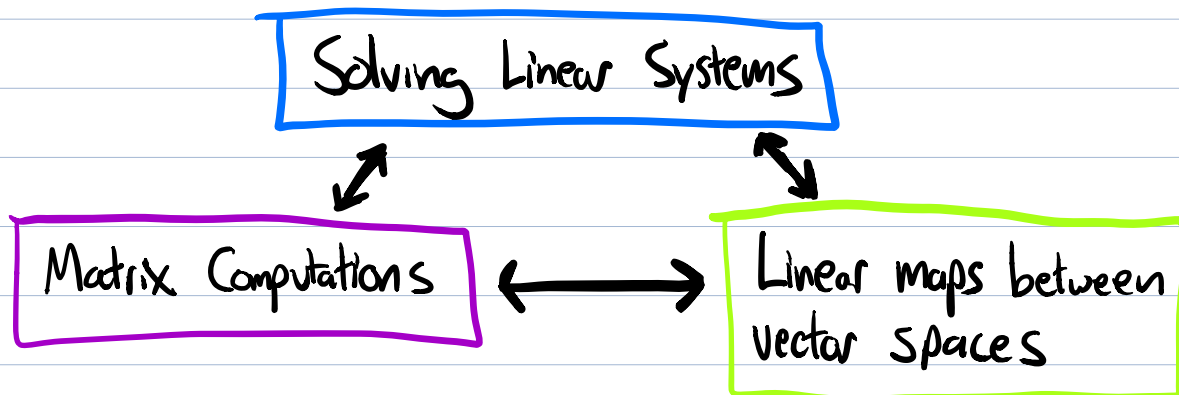 Solving Linear Systems
Matrix Computations
Linear maps between
vector spaces